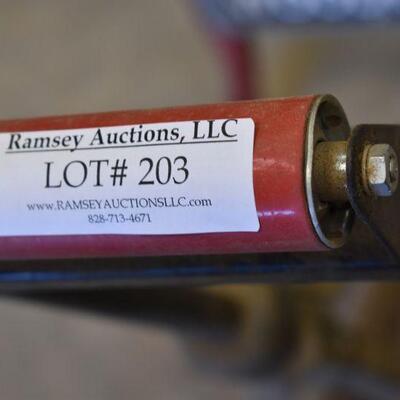 Ramsey Auctions, LLC
LOT# 203
www.RAMSEYAUCTIONSLLC.com
828-713-4671